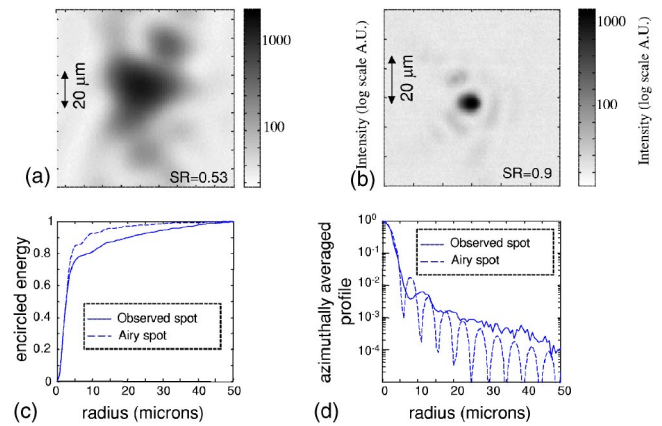 1000
100
20 μm
SR=0.53
(a)
Intensity (log scale A.U.)
1000
100
20 μm
SR=0.9
(b)
Intensity (log scale A.U.)
encircled energy
1
0.8
0.6
0.4
0.2
0
Observed spot
Airy spot
0 10 20 30 40 50
(c)
radius (microns)
azimuthally averaged
profile
10^0
10^-1
10^-2
10^-3
10^-4
Observed spot
Airy spot
0 10 20 30 40 50
(d)
radius (microns)